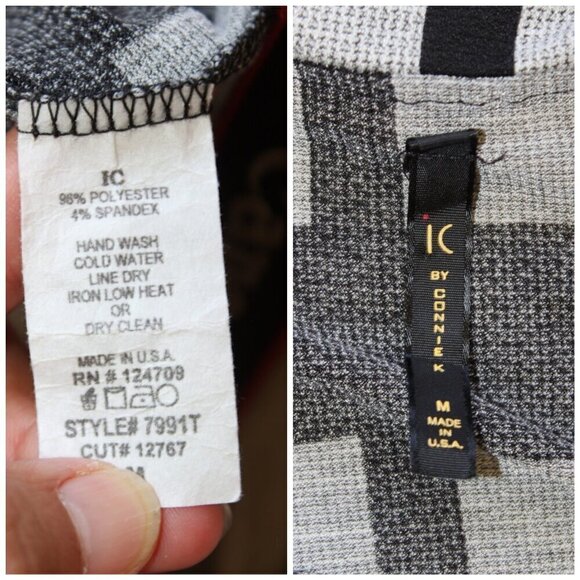 IC
96% POLYESTER
4% SPANDEX
HAND WASH
COLD WATER
LINE DRY
IRON LOW HEAT
OR
DRY CLEAN
MADE IN U.S.A.
RN # 124709
STYLE# 7991T
CUT# 12767
M
IC
BY
CONNIE K
M
MADE
IN
U.S.A.